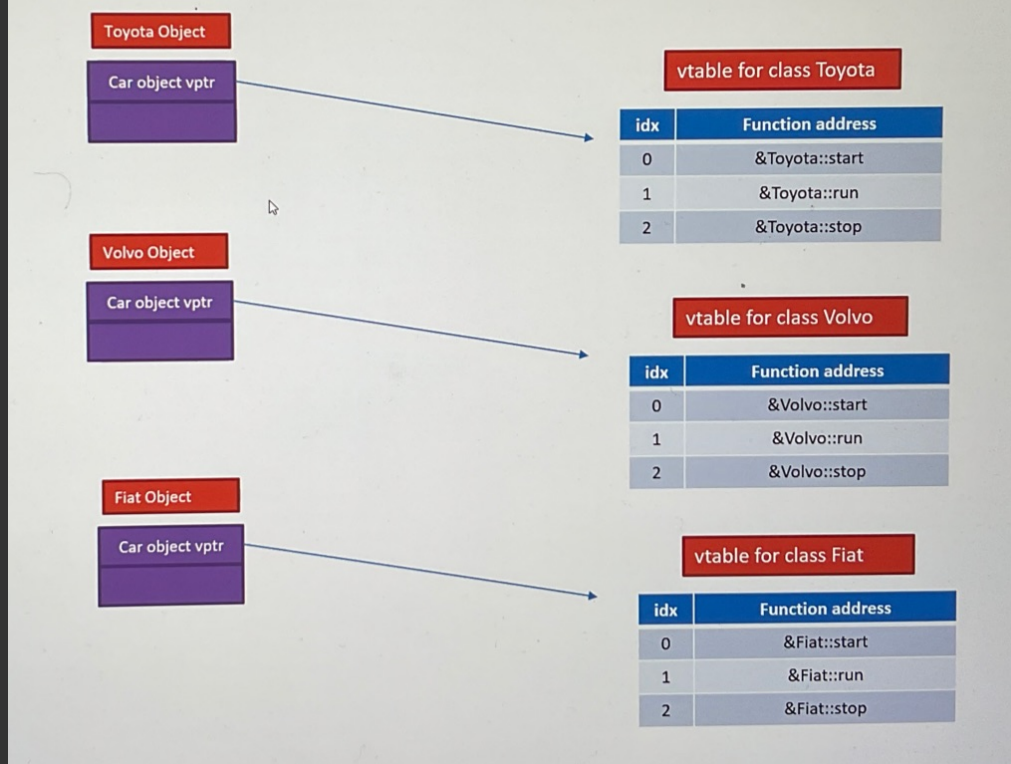 Toyota Object
Car object vptr
vtable for class Toyota
idx Function address
0 &Toyota::start
1 &Toyota::run
2 &Toyota::stop
Volvo Object
Car object vptr
vtable for class Volvo
idx Function address
0 &Volvo::start
1 &Volvo::run
2 &Volvo::stop
Fiat Object
Car object vptr
vtable for class Fiat
idx Function address
0 &Fiat::start
1 &Fiat::run
2 &Fiat::stop